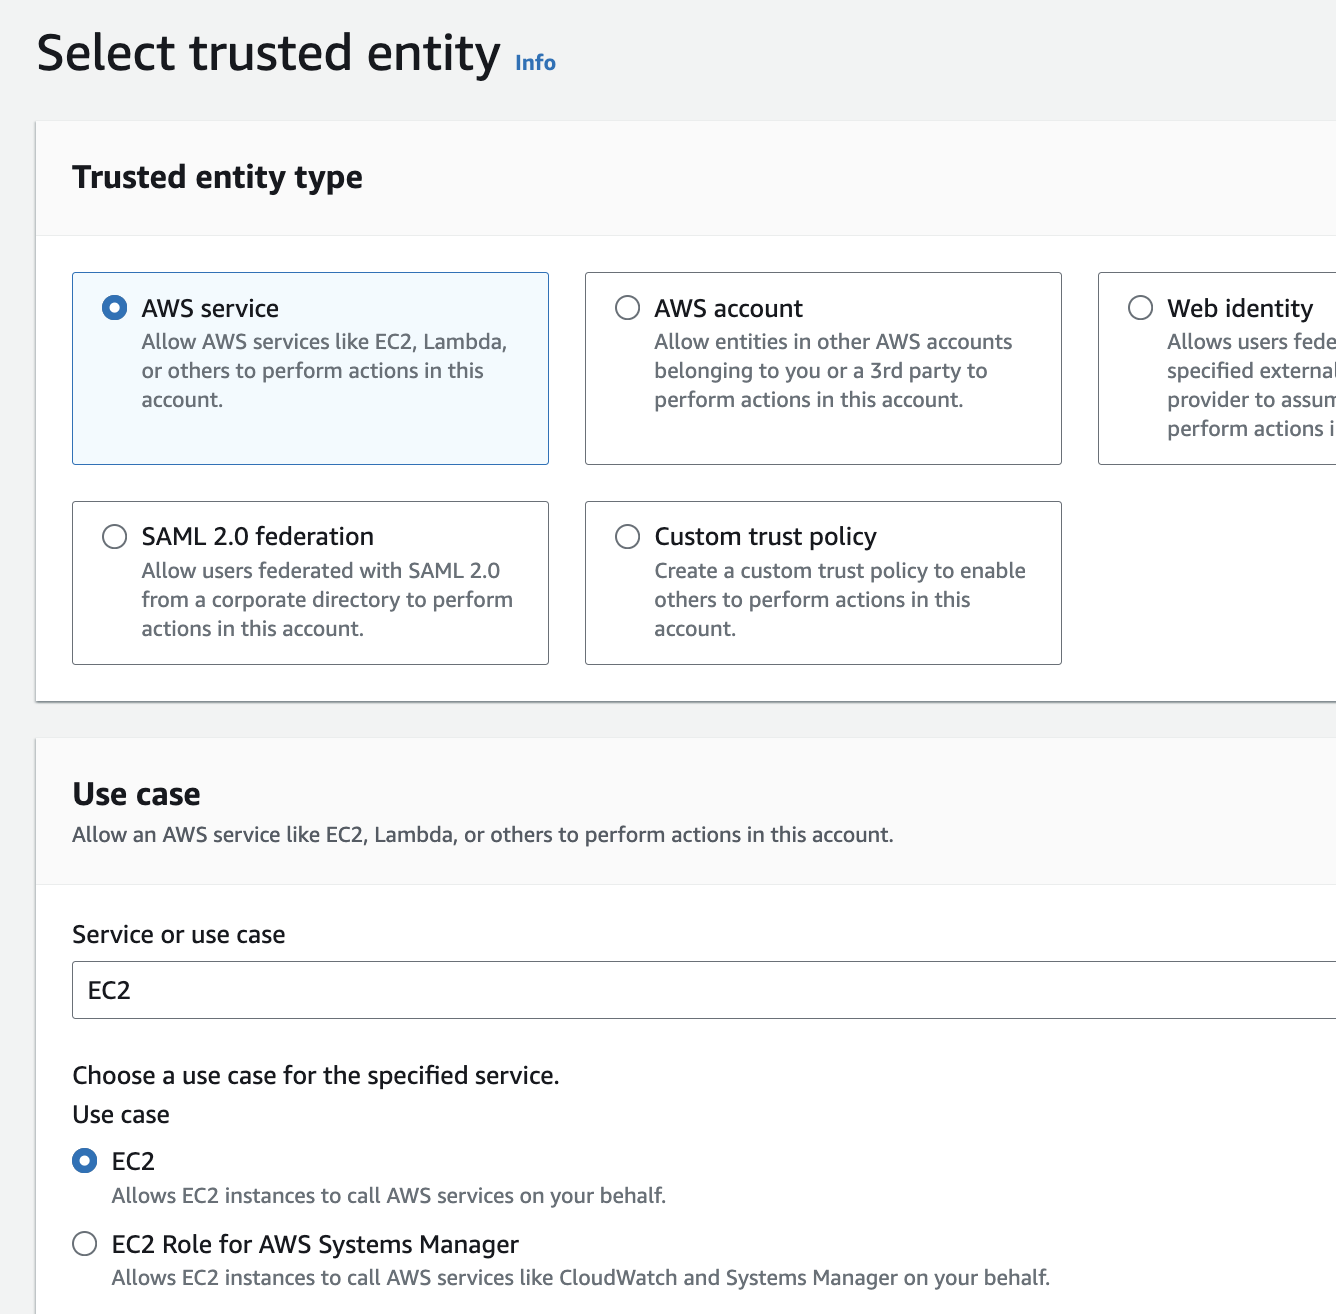 Select trusted entity Info
Trusted entity type
AWS service
Allow AWS services like EC2, Lambda,
or others to perform actions in this
account.
AWS account
Allow entities in other AWS accounts
belonging to you or a 3rd party to
perform actions in this account.
Web identity
Allows users fede
specified external
provider to assum
perform actions i
SAML 2.0 federation
Allow users federated with SAML 2.0
from a corporate directory to perform
actions in this account.
Custom trust policy
Create a custom trust policy to enable
others to perform actions in this
account.
Use case
Allow an AWS service like EC2, Lambda, or others to perform actions in this account.
Service or use case
EC2
Choose a use case for the specified service.
Use case
EC2
Allows EC2 instances to call AWS services on your behalf.
EC2 Role for AWS Systems Manager
Allows EC2 instances to call AWS services like CloudWatch and Systems Manager on your behalf.